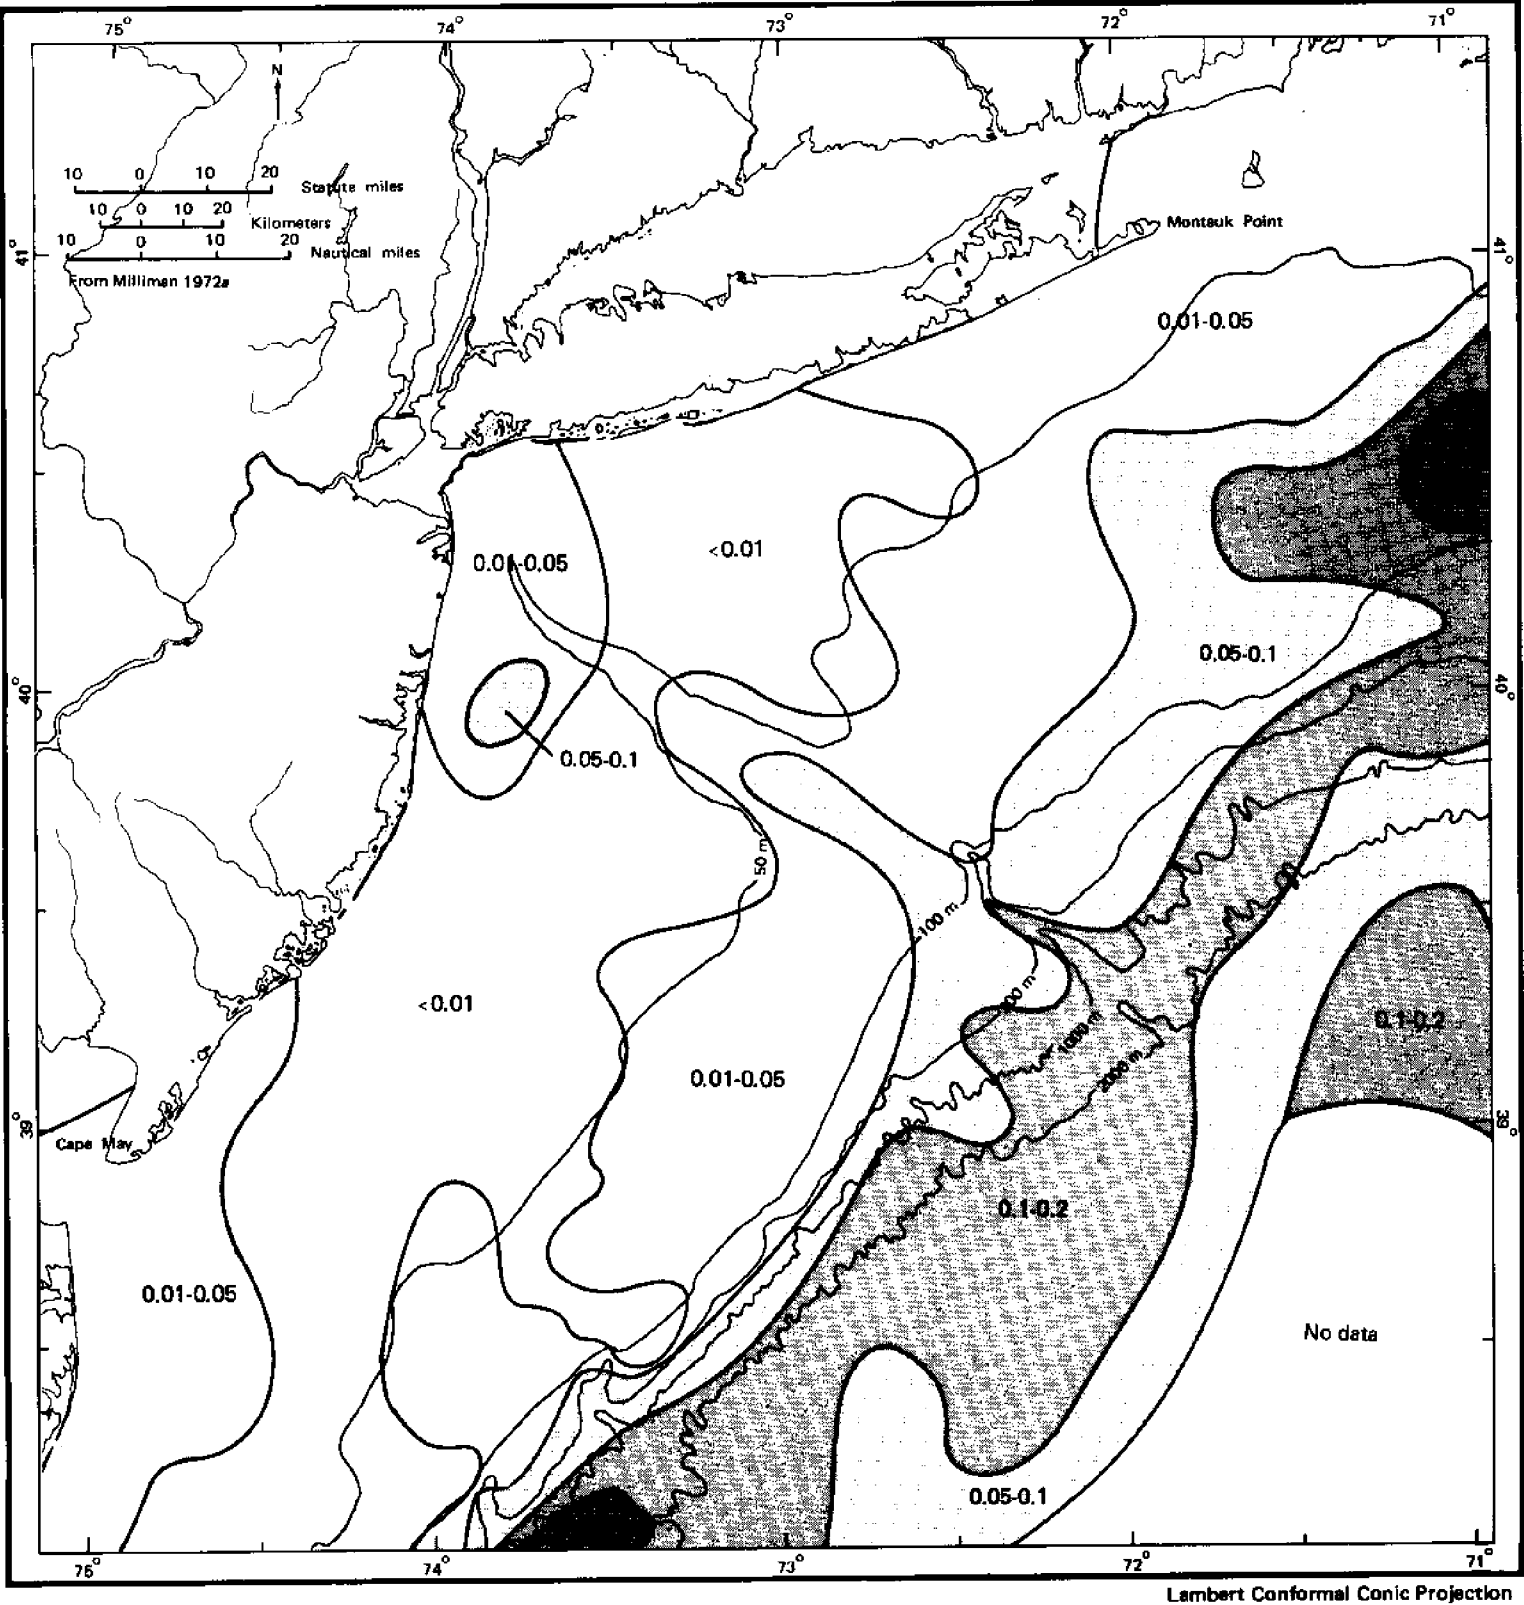 75° 74° 73° 72° 71°
N
10 0 10 20
Statute miles
10 0 10 20
Kilometers
10 0 10 20
Nautical miles
From Milliman 1972a
41°
41°
Montauk Point
0.01-0.05
0.01-0.05
<0.01
0.05-0.1
40°
40°
0.05-0.1
50 m
100 m
<0.01
0.1-0.2
1000 m
2000 m
0.01-0.05
39°
39°
Cape May
0.1-0.2
0.01-0.05
No data
0.05-0.1
75° 74° 73° 72° 71°
Lambert Conformal Conic Projection